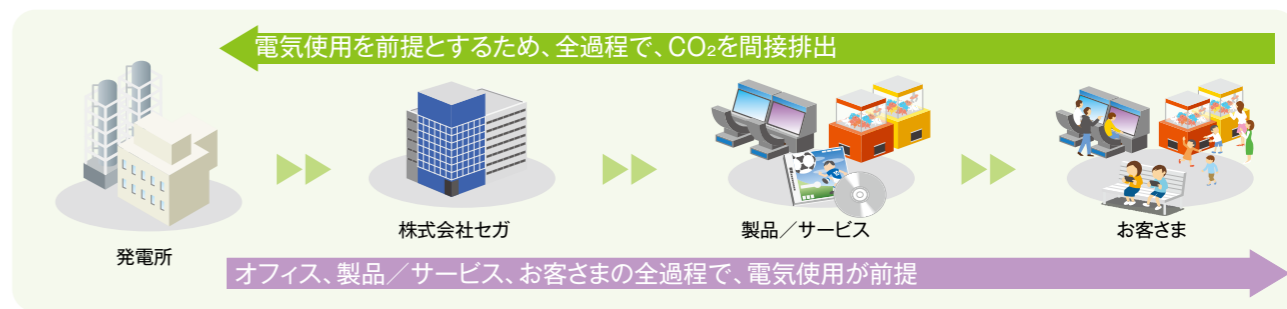 電気使用を前提とするため、全過程で、CO₂を間接排出
発電所
株式会社セガ
製品／サービス
お客さま
オフィス、製品／サービス、お客さまの全過程で、電気使用が前提